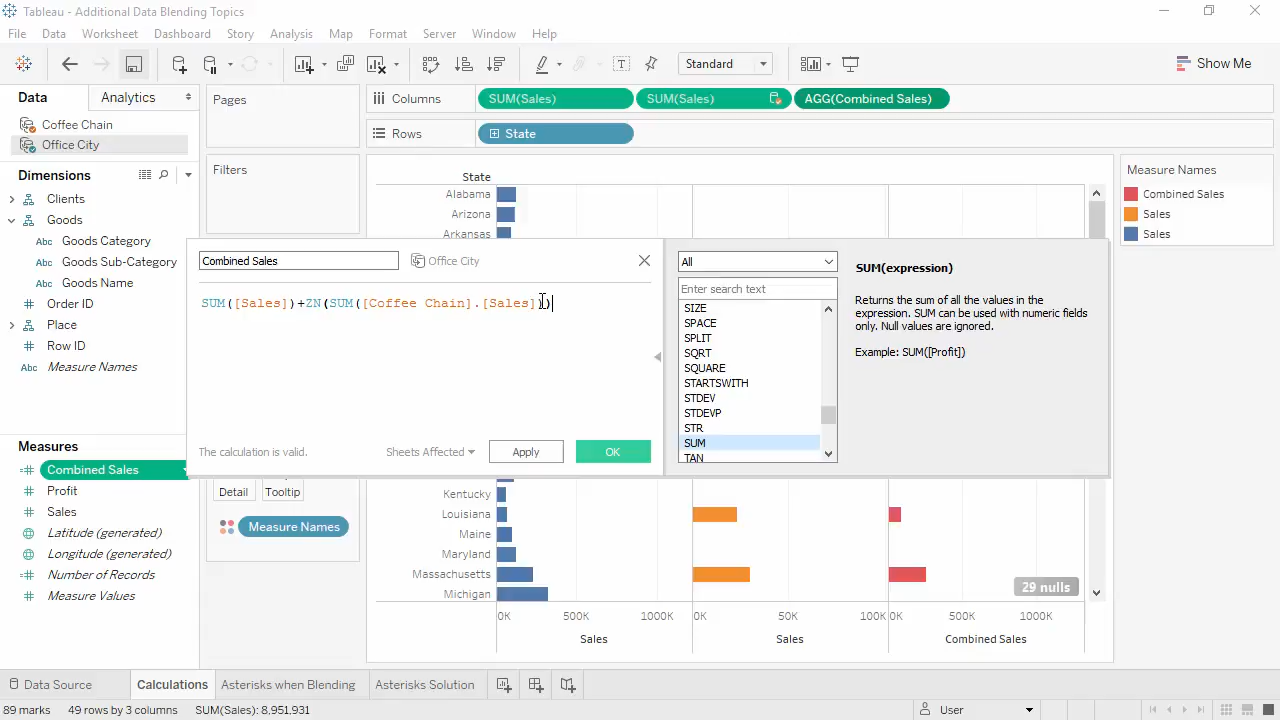 Tableau - Additional Data Blending Topics
File Data Worksheet Dashboard Story Analysis Map Format Server Window Help
Standard
Show Me
Data Analytics
Coffee Chain
Office City
Dimensions
Clients
Goods
Abc Goods Category
Abc Goods Sub-Category
Abc Goods Name
Order ID
Place
Row ID
Abc Measure Names
Measures
Combined Sales
Profit
Sales
Latitude (generated)
Longitude (generated)
Number of Records
Measure Values
Pages
Filters
Detail Tooltip
Measure Names
Columns SUM(Sales) SUM(Sales) AGG(Combined Sales)
Rows State
State
Alabama
Arizona
Arkansas
Combined Sales
Office City
SUM([Sales])+ZN(SUM([Coffee Chain].[Sales]))
The calculation is valid.
Sheets Affected
Apply
OK
All
Enter search text
SIZE
SPACE
SPLIT
SQRT
SQUARE
STARTSWITH
STDEV
STDEVP
STR
SUM
TAN
SUM(expression)
Returns the sum of all the values in the
expression. SUM can be used with numeric fields
only. Null values are ignored.
Example: SUM([Profit])
Kentucky
Louisiana
Maine
Maryland
Massachusetts
Michigan
29 nulls
0K 500K 1000K 0K 50K 100K 0K 500K 1000K
Sales Sales Combined Sales
Measure Names
Combined Sales
Sales
Sales
Data Source Calculations Asterisks when Blending Asterisks Solution
89 marks 49 rows by 3 columns SUM(Sales): 8,951,931
User